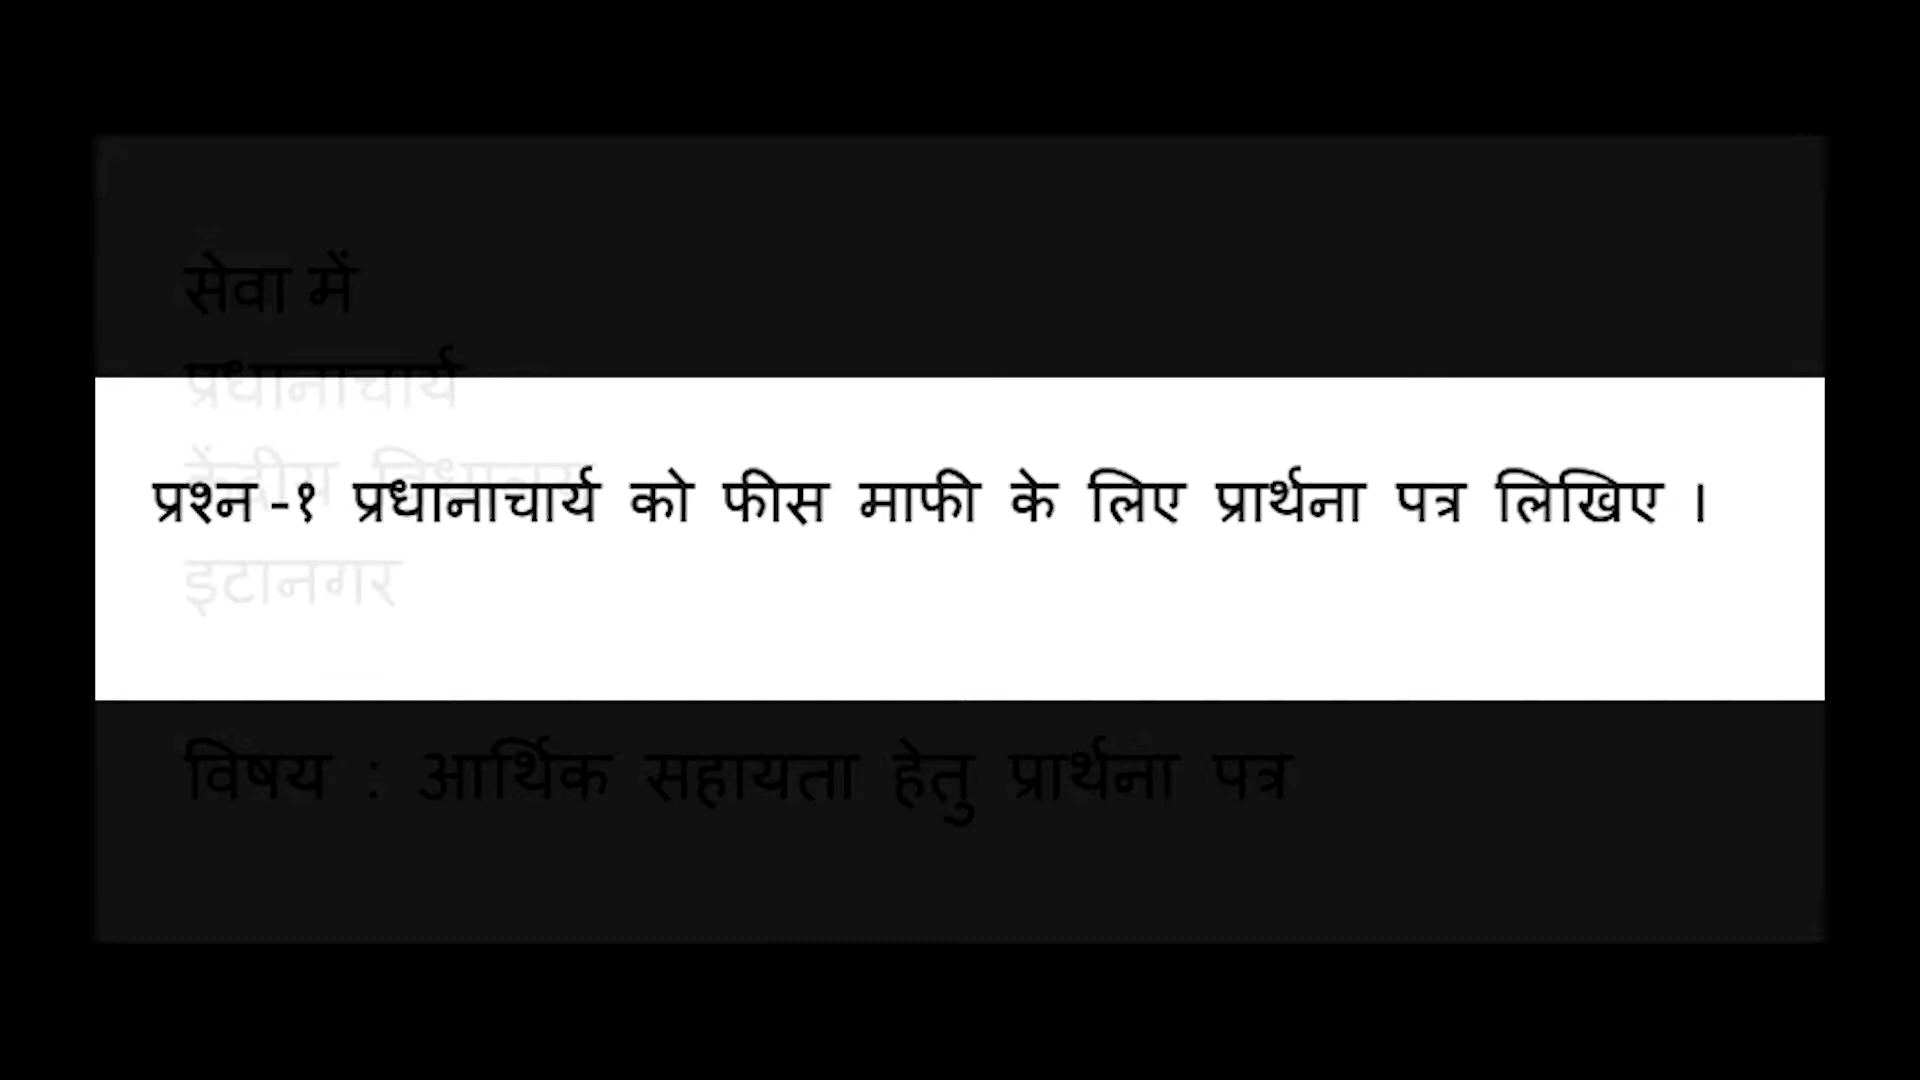 सेवा में
प्रधानाचार्य
प्रश्न -१ प्रधानाचार्य को फीस माफी के लिए प्रार्थना पत्र लिखिए ।
इटानगर
विषय : आर्थिक सहायता हेतु प्रार्थना पत्र